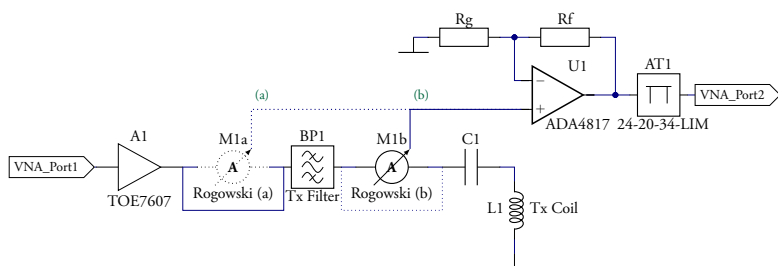 Rg
Rf
U1
AT1
(a)
(b)
VNA_Port2
A1
M1a
BP1
M1b
C1
ADA4817
24-20-34-LIM
VNA_Port1
A
A
TOE7607
Rogowski (a)
Tx Filter
Rogowski (b)
L1
Tx Coil